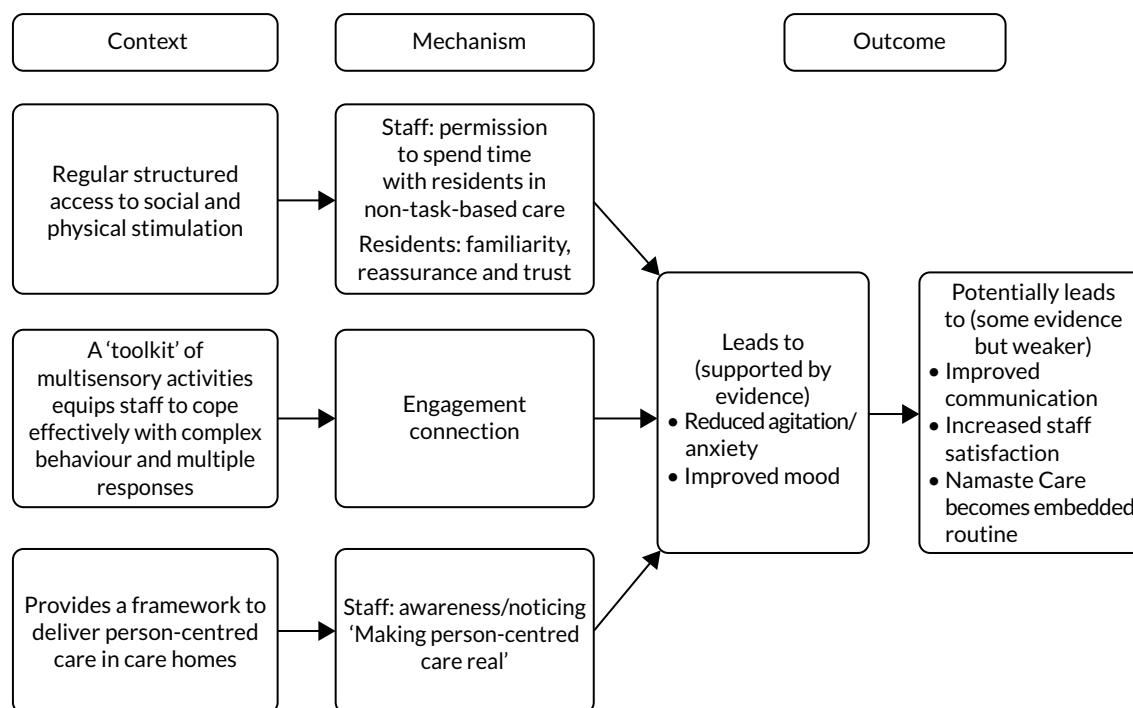 Context
Mechanism
Outcome
Regular structured
access to social and
physical stimulation
Staff: permission
to spend time
with residents in
non-task-based care
Residents: familiarity,
reassurance and trust
A ‘toolkit’ of
multisensory activities
equips staff to cope
effectively with complex
behaviour and multiple
responses
Engagement
connection
Provides a framework to
deliver person-centred
care in care homes
Staff: awareness/noticing
‘Making person-centred
care real’
Leads to
(supported by
evidence)
• Reduced agitation/
anxiety
• Improved mood
Potentially leads
to (some evidence
but weaker)
• Improved
communication
• Increased staff
satisfaction
• Namaste Care
becomes embedded
routine